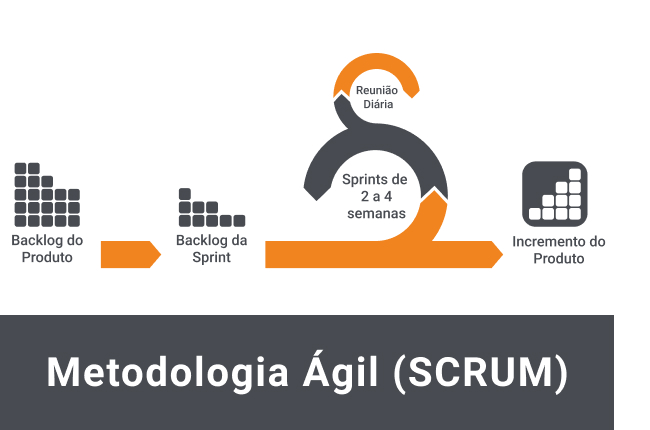 Reunião
Diária
Sprints de
2 a 4
semanas
Backlog do
Produto
Backlog da
Sprint
Incremento do
Produto
Metodologia Ágil (SCRUM)